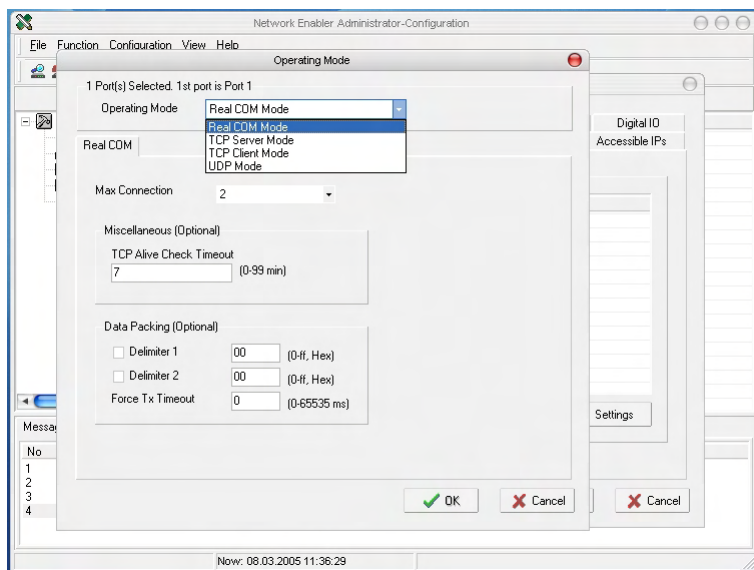 Network Enabler Administrator-Configuration
File Function Configuration View Help
Operating Mode
1 Port(s) Selected. 1st port is Port 1
Operating Mode
Real COM Mode
Real COM Mode
TCP Server Mode
TCP Client Mode
UDP Mode
Digital IO
Accessible IPs
Real COM
Max Connection
2
Miscellaneous (Optional)
TCP Alive Check Timeout
7
(0-99 min)
Data Packing (Optional)
Delimiter 1
00
(0-ff, Hex)
Delimiter 2
00
(0-ff, Hex)
Force Tx Timeout
0
(0-65535 ms)
Settings
Messa
No
1
2
3
4
OK
Cancel
Cancel
Now: 08.03.2005 11:36:29